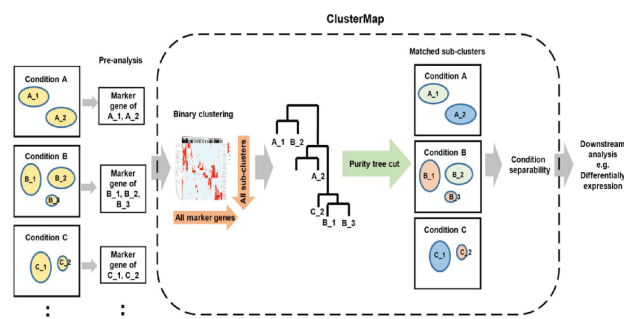 ClusterMap
Pre-analysis
Matched sub-clusters
Condition A
A_1
A_2
Marker
gene of
A_1, A_2
Condition B
B_1
B_2
B_3
Marker
gene of
B_1, B_2,
B_3
Condition C
C_1
C_2
Marker
gene of
C_1, C_2
Binary clustering
All sub-clusters
All marker genes
A_1 B_2
A_2
C_2
B_1 B_3
Purity tree cut
Condition A
A_1
A_2
Condition B
B_1
B_2
B_3
Condition C
C_1
C_2
Condition
separability
Downstream
analysis
e.g.
Differentially
expression